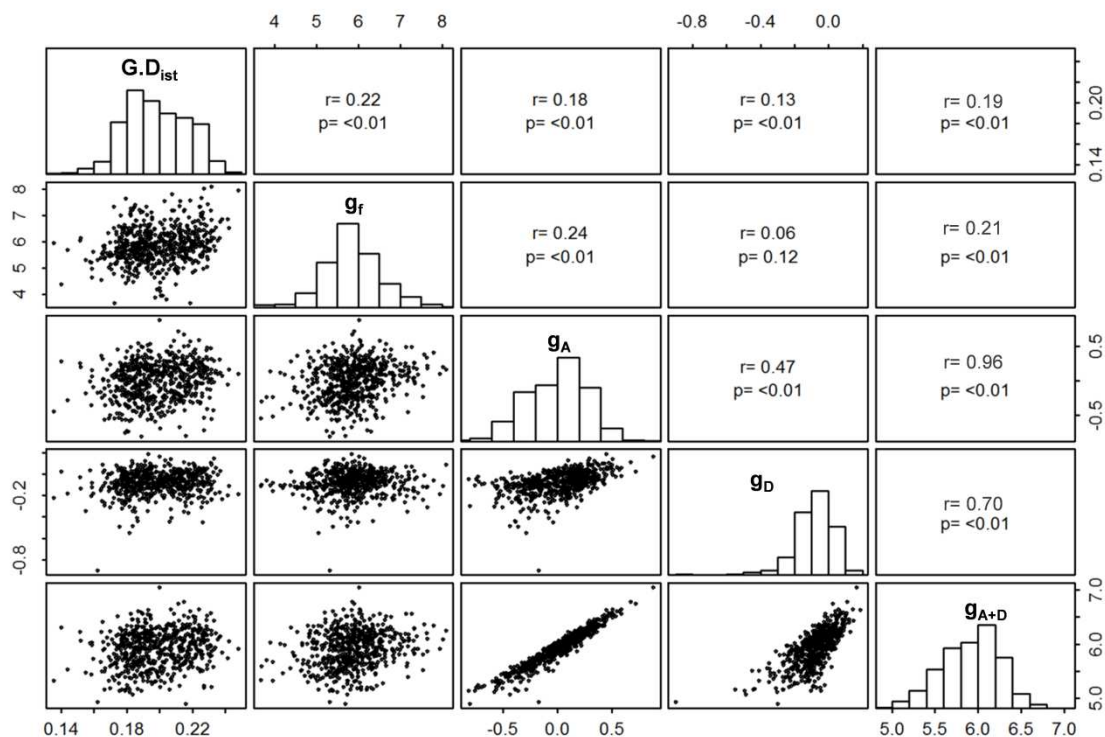 4 5 6 7 8 -0.8 -0.4 0.0
G.Dist
r= 0.22 r= 0.18 r= 0.13 r= 0.19
p= <0.01 p= <0.01 p= <0.01 p= <0.01
0.14 0.20
4 5 6 7 8
gf
r= 0.24 r= 0.06 r= 0.21
p= <0.01 p= 0.12 p= <0.01
gA
r= 0.47 r= 0.96
p= <0.01 p= <0.01
-0.5 0.5
-0.8 -0.2
gD
r= 0.70
p= <0.01
gA+D
5.0 6.0 7.0
0.14 0.18 0.22 -0.5 0.0 0.5 5.0 5.5 6.0 6.5 7.0